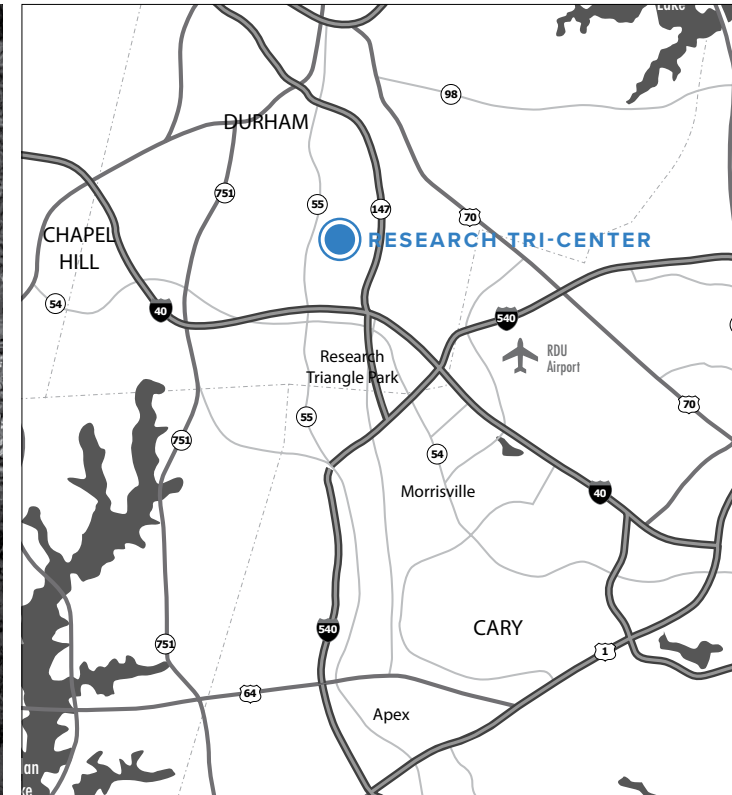 Lake
98
DURHAM
751
55
147
70
RESEARCH TRI-CENTER
CHAPEL
HILL
54
40
540
RDU
Airport
Research
Triangle Park
70
55
751
54
Morrisville
40
540
CARY
751
1
64
Apex